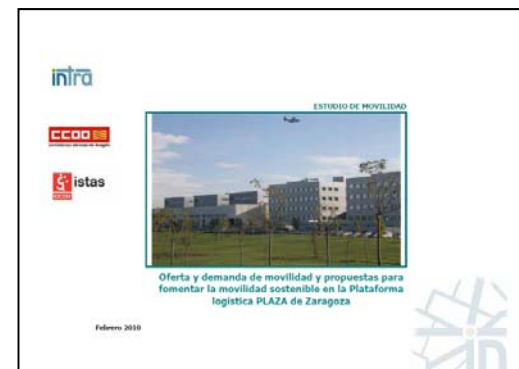 intra
ESTUDIO DE MOVILIDAD
CCOO
istas
Oferta y demanda de movilidad y propuestas para
fomentar la movilidad sostenible en la Plataforma
logística PLAZA de Zaragoza
Febrero 2010